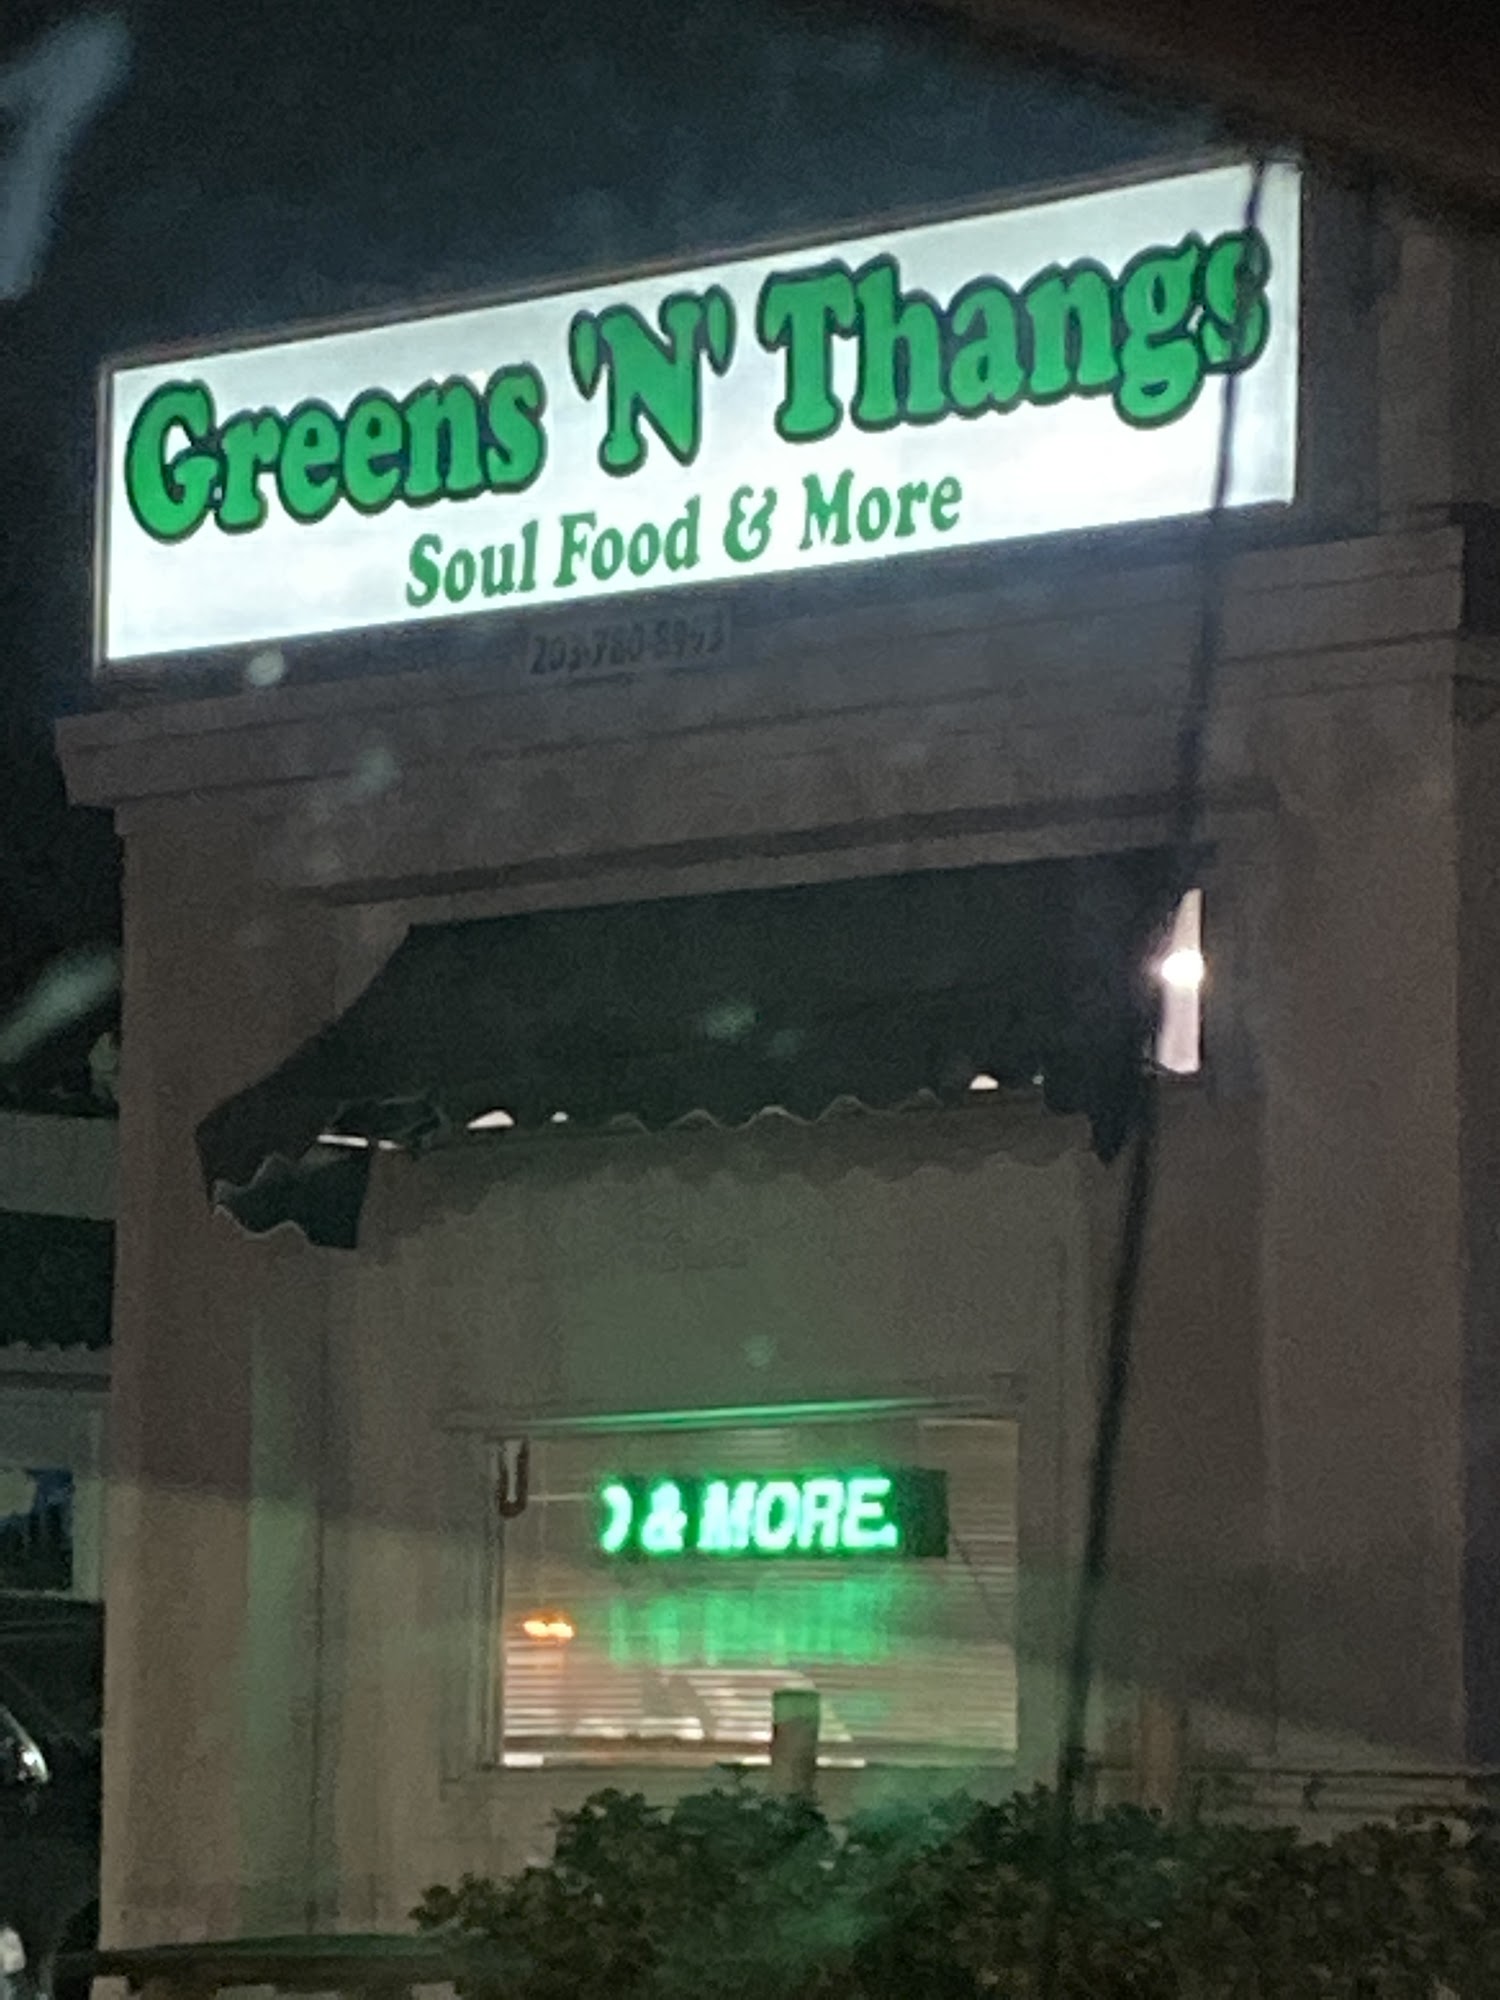 Greens 'N' Thangs
Soul Food & More
& MORE.